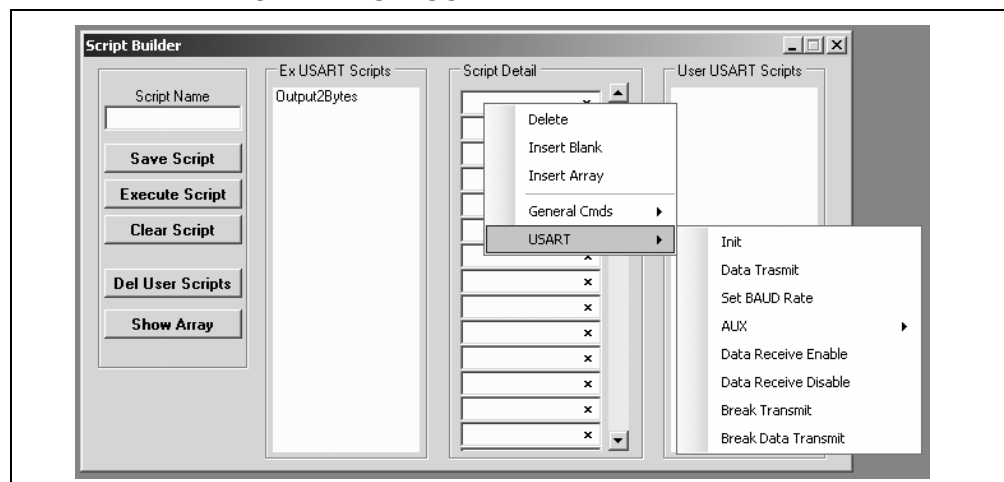 Script Builder
Script Name
Save Script
Execute Script
Clear Script
Del User Scripts
Show Array
Ex USART Scripts
Output2Bytes
Script Detail
x
x
x
x
x
x
x
x
x
Delete
Insert Blank
Insert Array
General Cmds
USART
User USART Scripts
Init
Data Trasmit
Set BAUD Rate
AUX
Data Receive Enable
Data Receive Disable
Break Transmit
Break Data Transmit